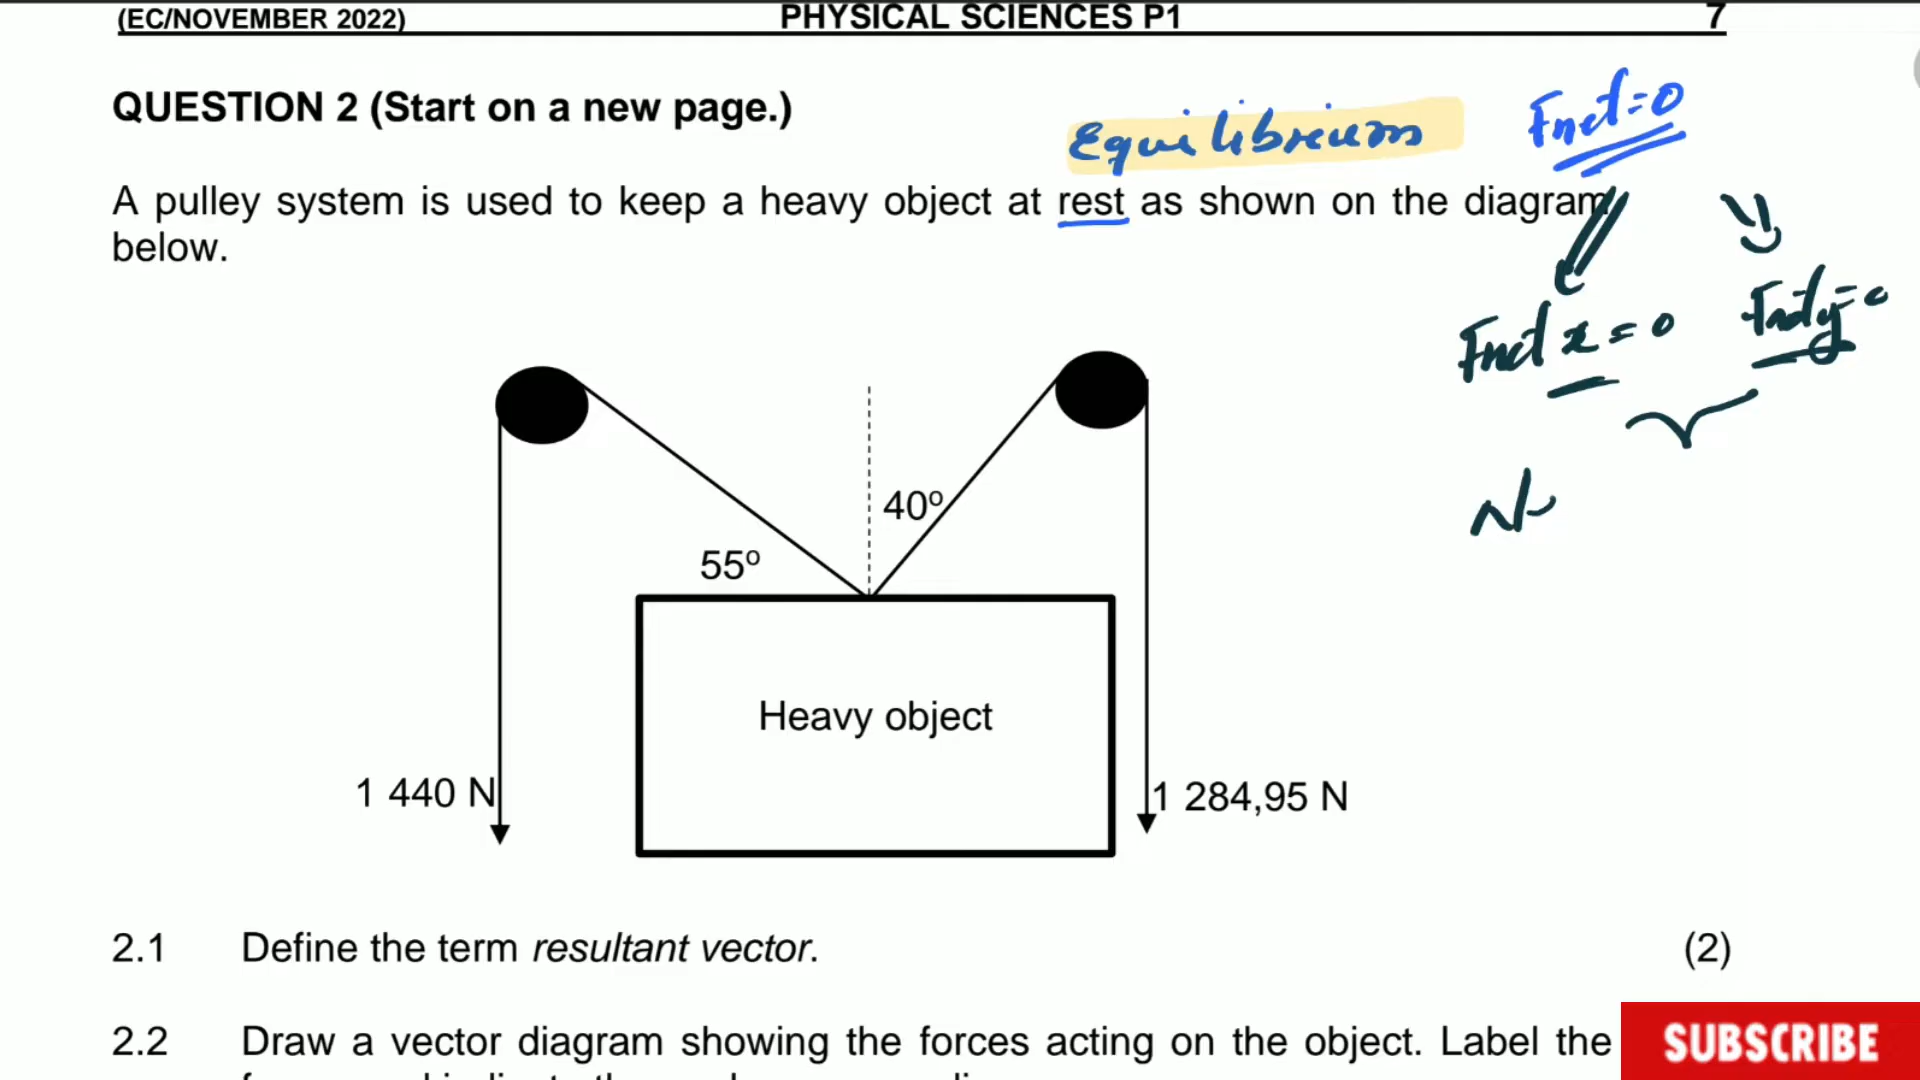 (EC/NOVEMBER 2022) PHYSICAL SCIENCES P1 7
QUESTION 2 (Start on a new page.)
Equilibrium Fnet=0
A pulley system is used to keep a heavy object at rest as shown on the diagram
below.
Fnet x = 0 Fnety=0
40º
55º
Heavy object
1 440 N 1 284,95 N
2.1 Define the term resultant vector. (2)
2.2 Draw a vector diagram showing the forces acting on the object. Label the
SUBSCRIBE